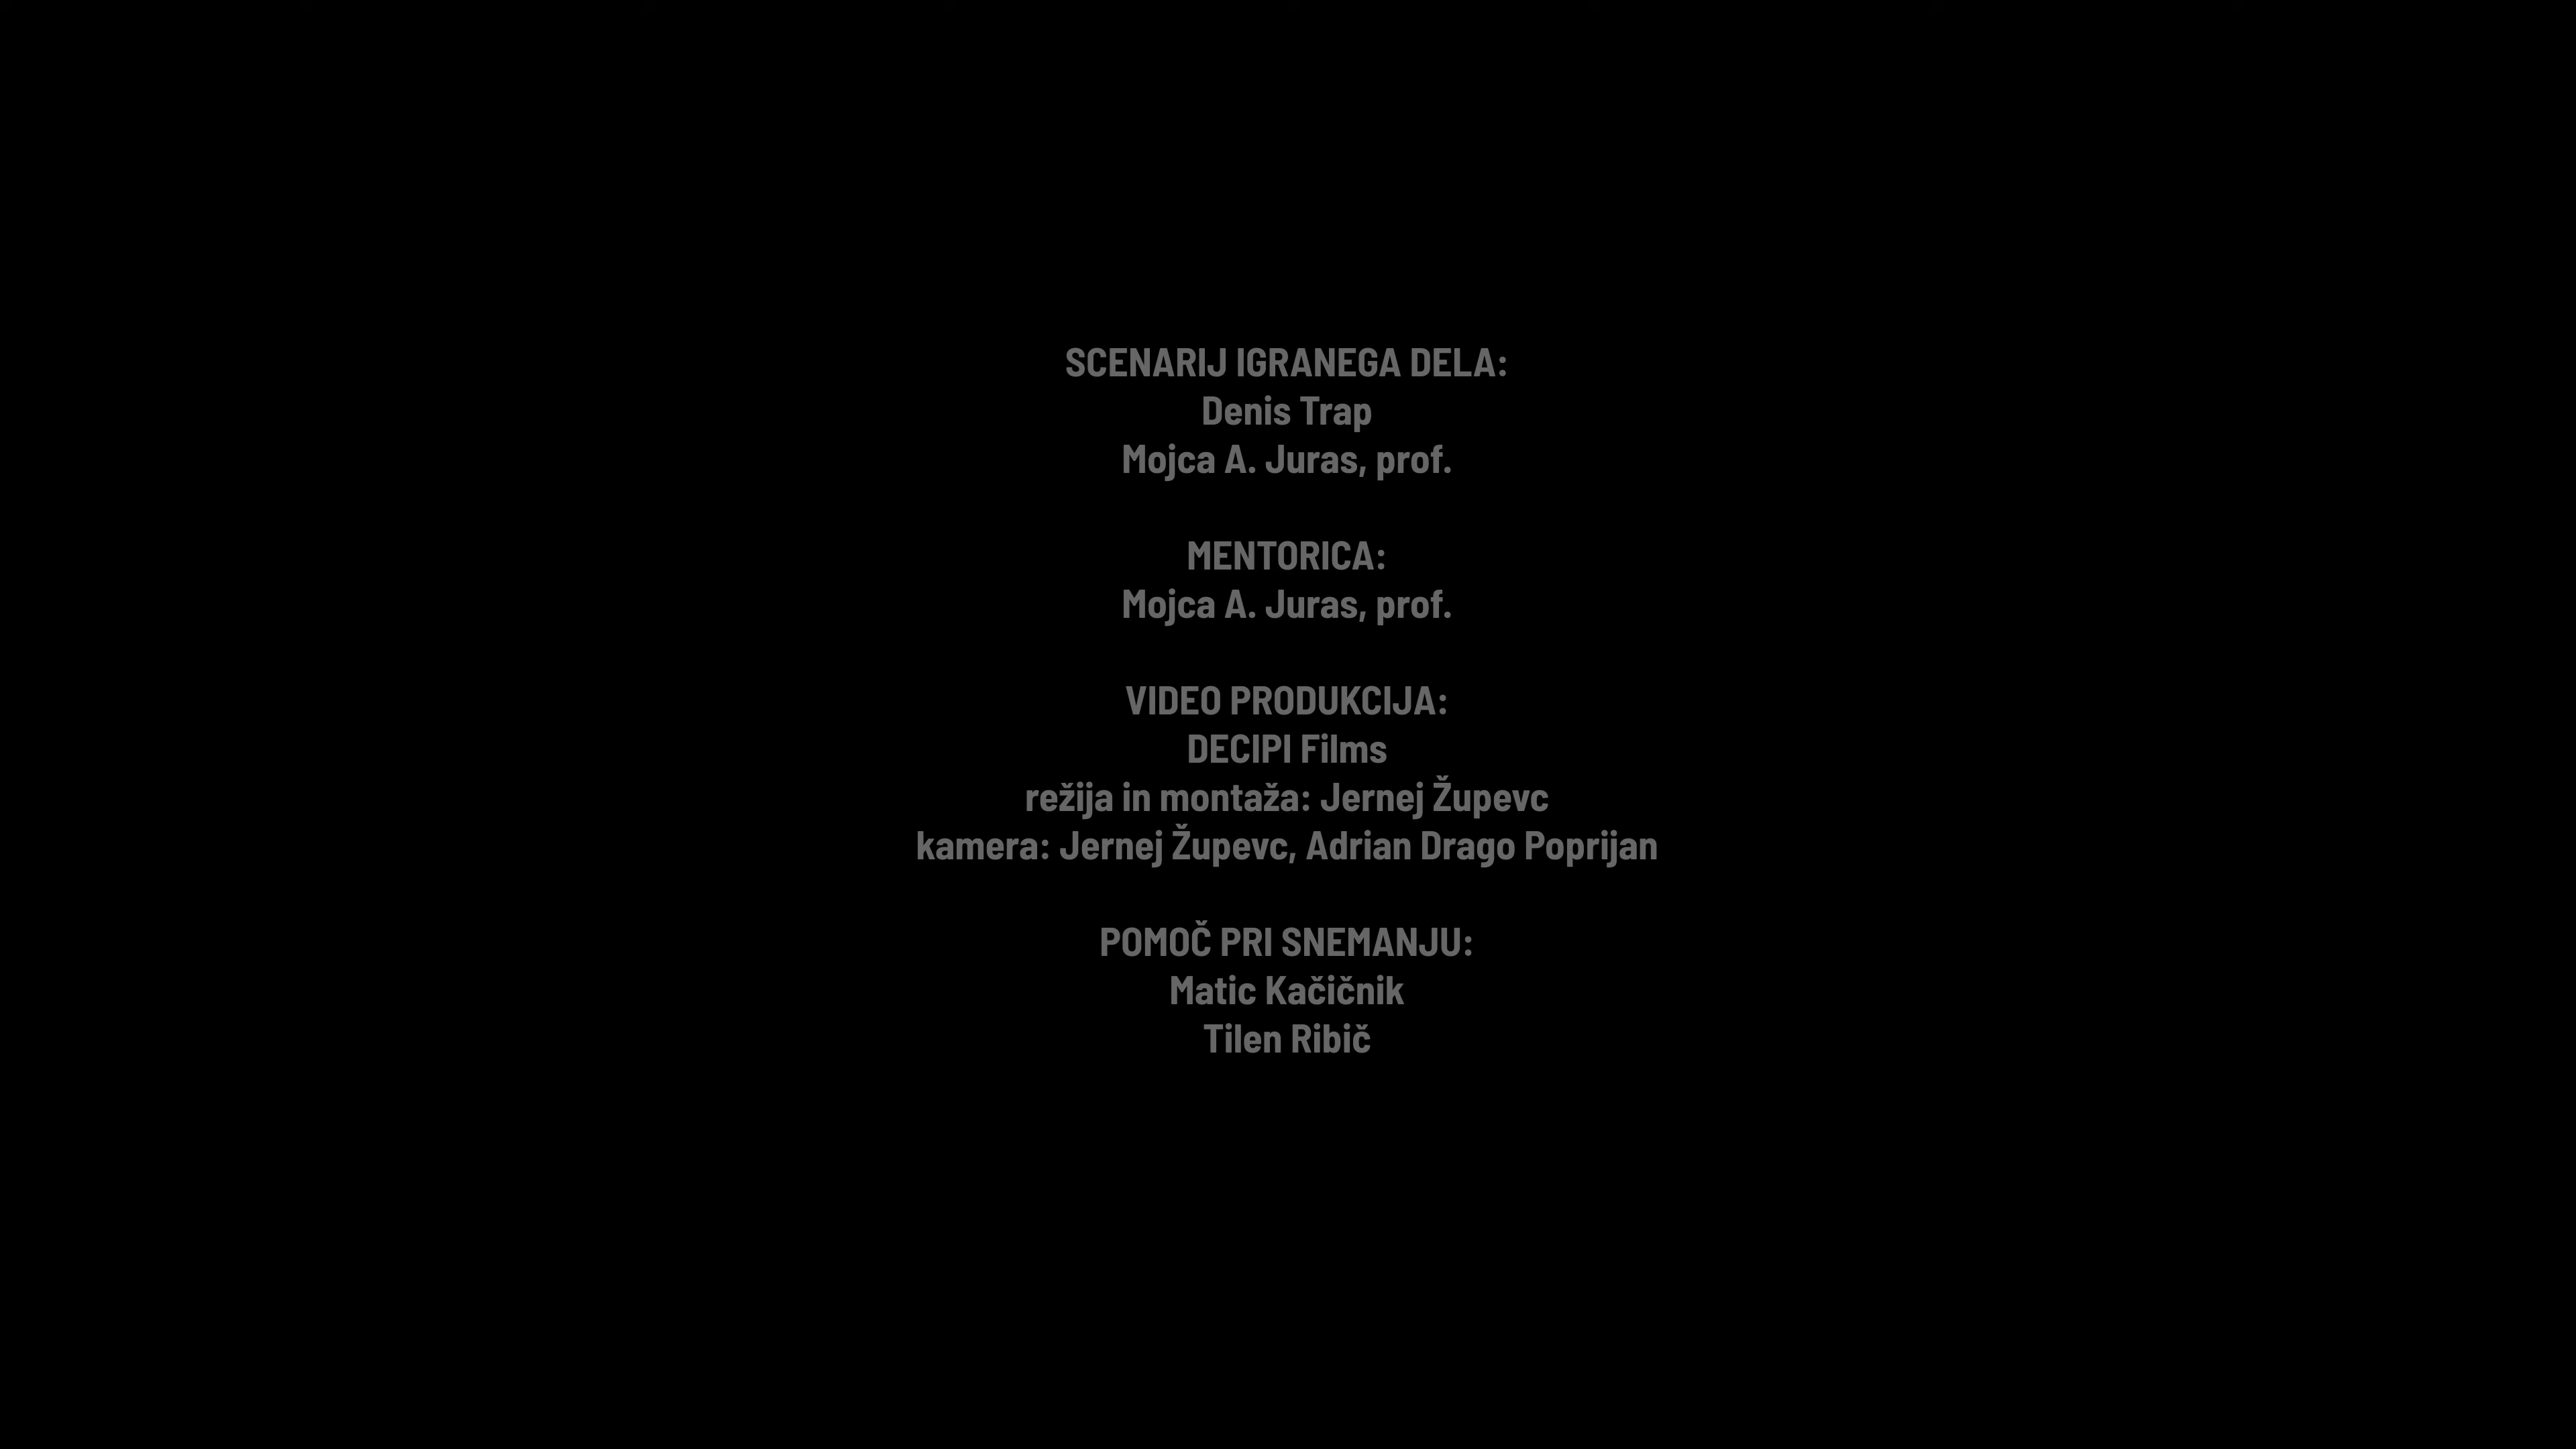 SCENARIJ IGRANEGA DELA:
Denis Trap
Mojca A. Juras, prof.
MENTORICA:
Mojca A. Juras, prof.
VIDEO PRODUKCIJA:
DECIPI Films
režija in montaža: Jernej Župevc
kamera: Jernej Župevc, Adrian Drago Poprijan
POMOČ PRI SNEMANJU:
Matic Kačičnik
Tilen Ribič